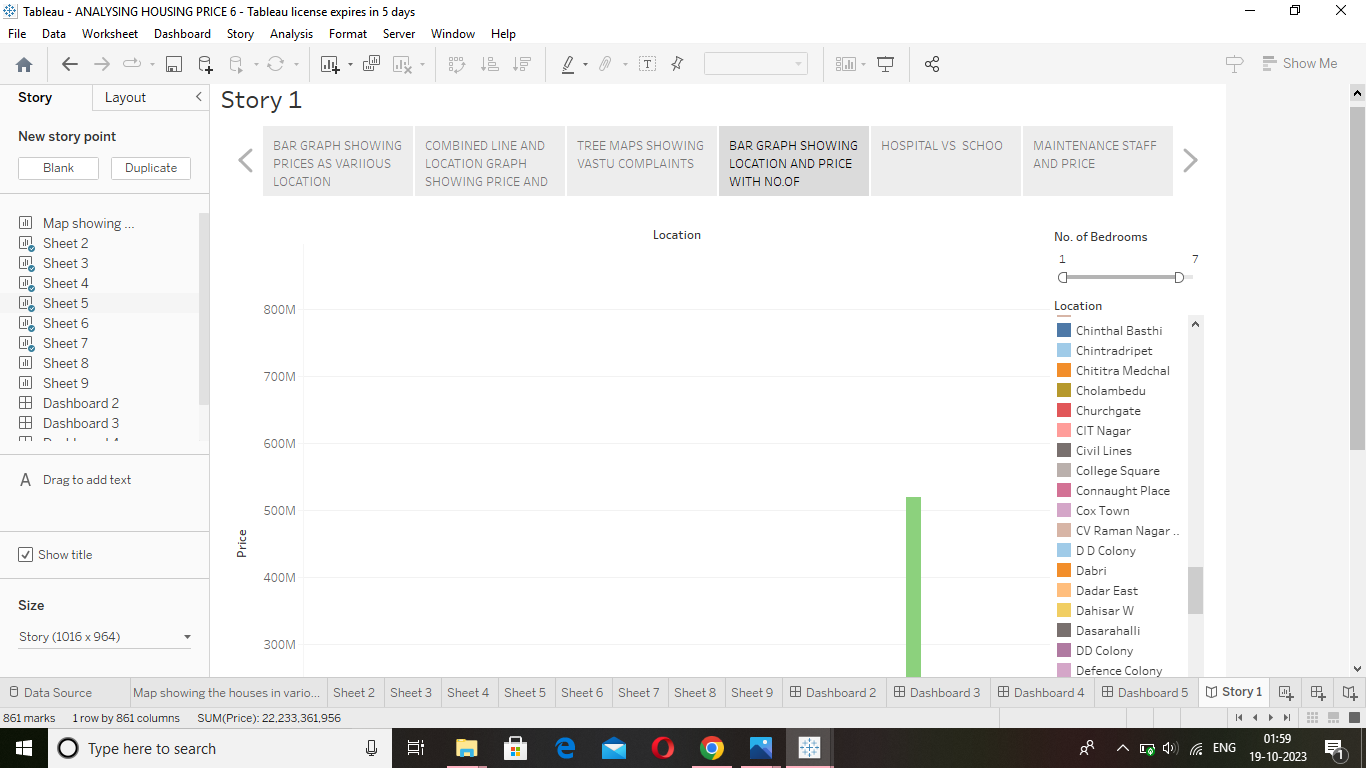 Tableau - ANALYSING HOUSING PRICE 6 - Tableau license expires in 5 days
File Data Worksheet Dashboard Story Analysis Format Server Window Help
Show Me
Story Layout
New story point
Blank Duplicate
Map showing ...
Sheet 2
Sheet 3
Sheet 4
Sheet 5
Sheet 6
Sheet 7
Sheet 8
Sheet 9
Dashboard 2
Dashboard 3
A Drag to add text
Show title
Size
Story (1016 x 964)
Story 1
BAR GRAPH SHOWING
PRICES AS VARIIOUS
LOCATION
COMBINED LINE AND
LOCATION GRAPH
SHOWING PRICE AND
TREE MAPS SHOWING
VASTU COMPLAINTS
BAR GRAPH SHOWING
LOCATION AND PRICE
WITH NO.OF
HOSPITAL VS SCHOO
MAINTENANCE STAFF
AND PRICE
Location
800M
700M
600M
500M
400M
300M
Price
No. of Bedrooms
1 7
Location
Chinthal Basthi
Chintradripet
Chititra Medchal
Cholambedu
Churchgate
CIT Nagar
Civil Lines
College Square
Connaught Place
Cox Town
CV Raman Nagar ..
D D Colony
Dabri
Dadar East
Dahisar W
Dasarahalli
DD Colony
Defence Colony
Data Source Map showing the houses in vario... Sheet 2 Sheet 3 Sheet 4 Sheet 5 Sheet 6 Sheet 7 Sheet 8 Sheet 9 Dashboard 2 Dashboard 3 Dashboard 4 Dashboard 5 Story 1
861 marks 1 row by 861 columns SUM(Price): 22,233,361,956
Type here to search
ENG
01:59
19-10-2023
1